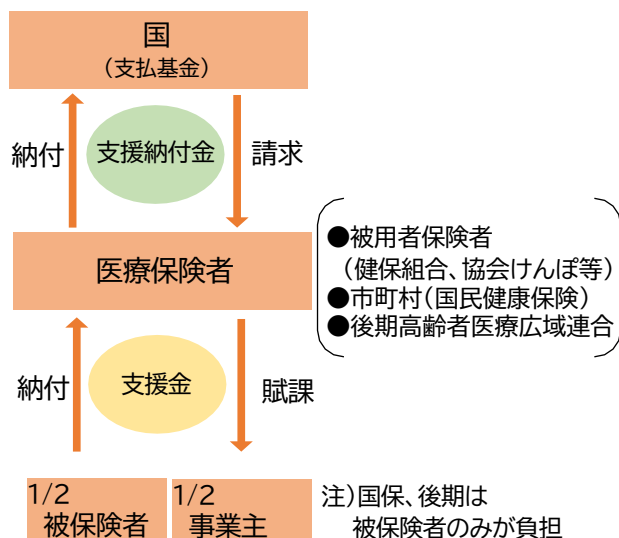 国
(支払基金)
納付
支援納付金
請求
医療保険者
●被用者保険者
(健保組合、協会けんぽ等)
●市町村(国民健康保険)
●後期高齢者医療広域連合
納付
支援金
賦課
1/2
被保険者
1/2
事業主
注)国保、後期は
被保険者のみが負担